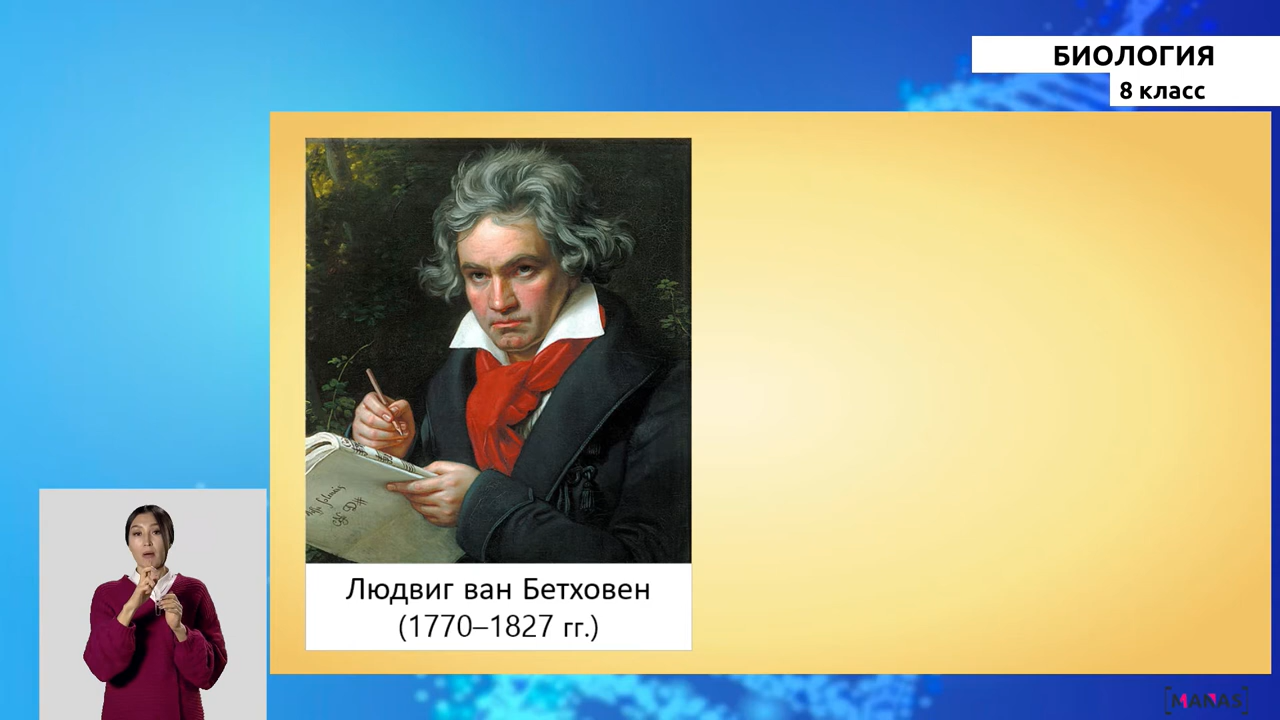 БИОЛОГИЯ
8 класс
Людвиг ван Бетховен
(1770–1827 гг.)
MANAS